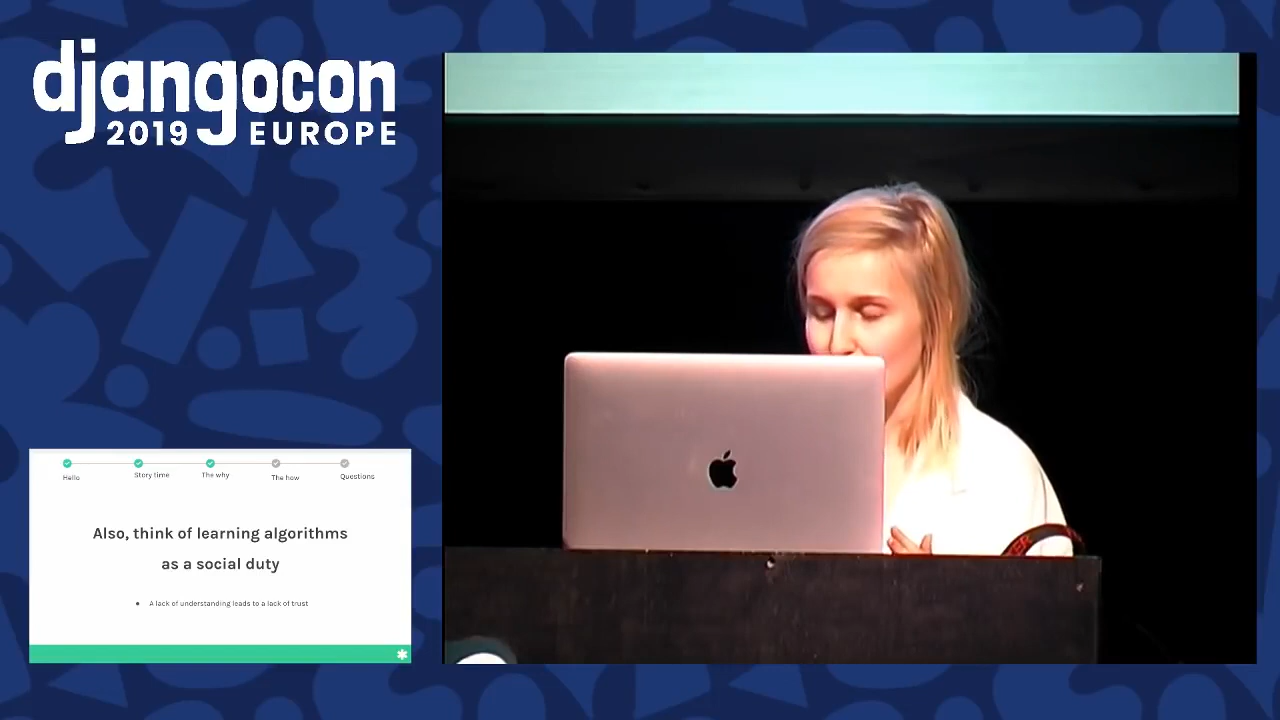 djangocon
2019 EUROPE
Hello
Story time
The why
The how
Questions
Also, think of learning algorithms
as a social duty
A lack of understanding leads to a lack of trust